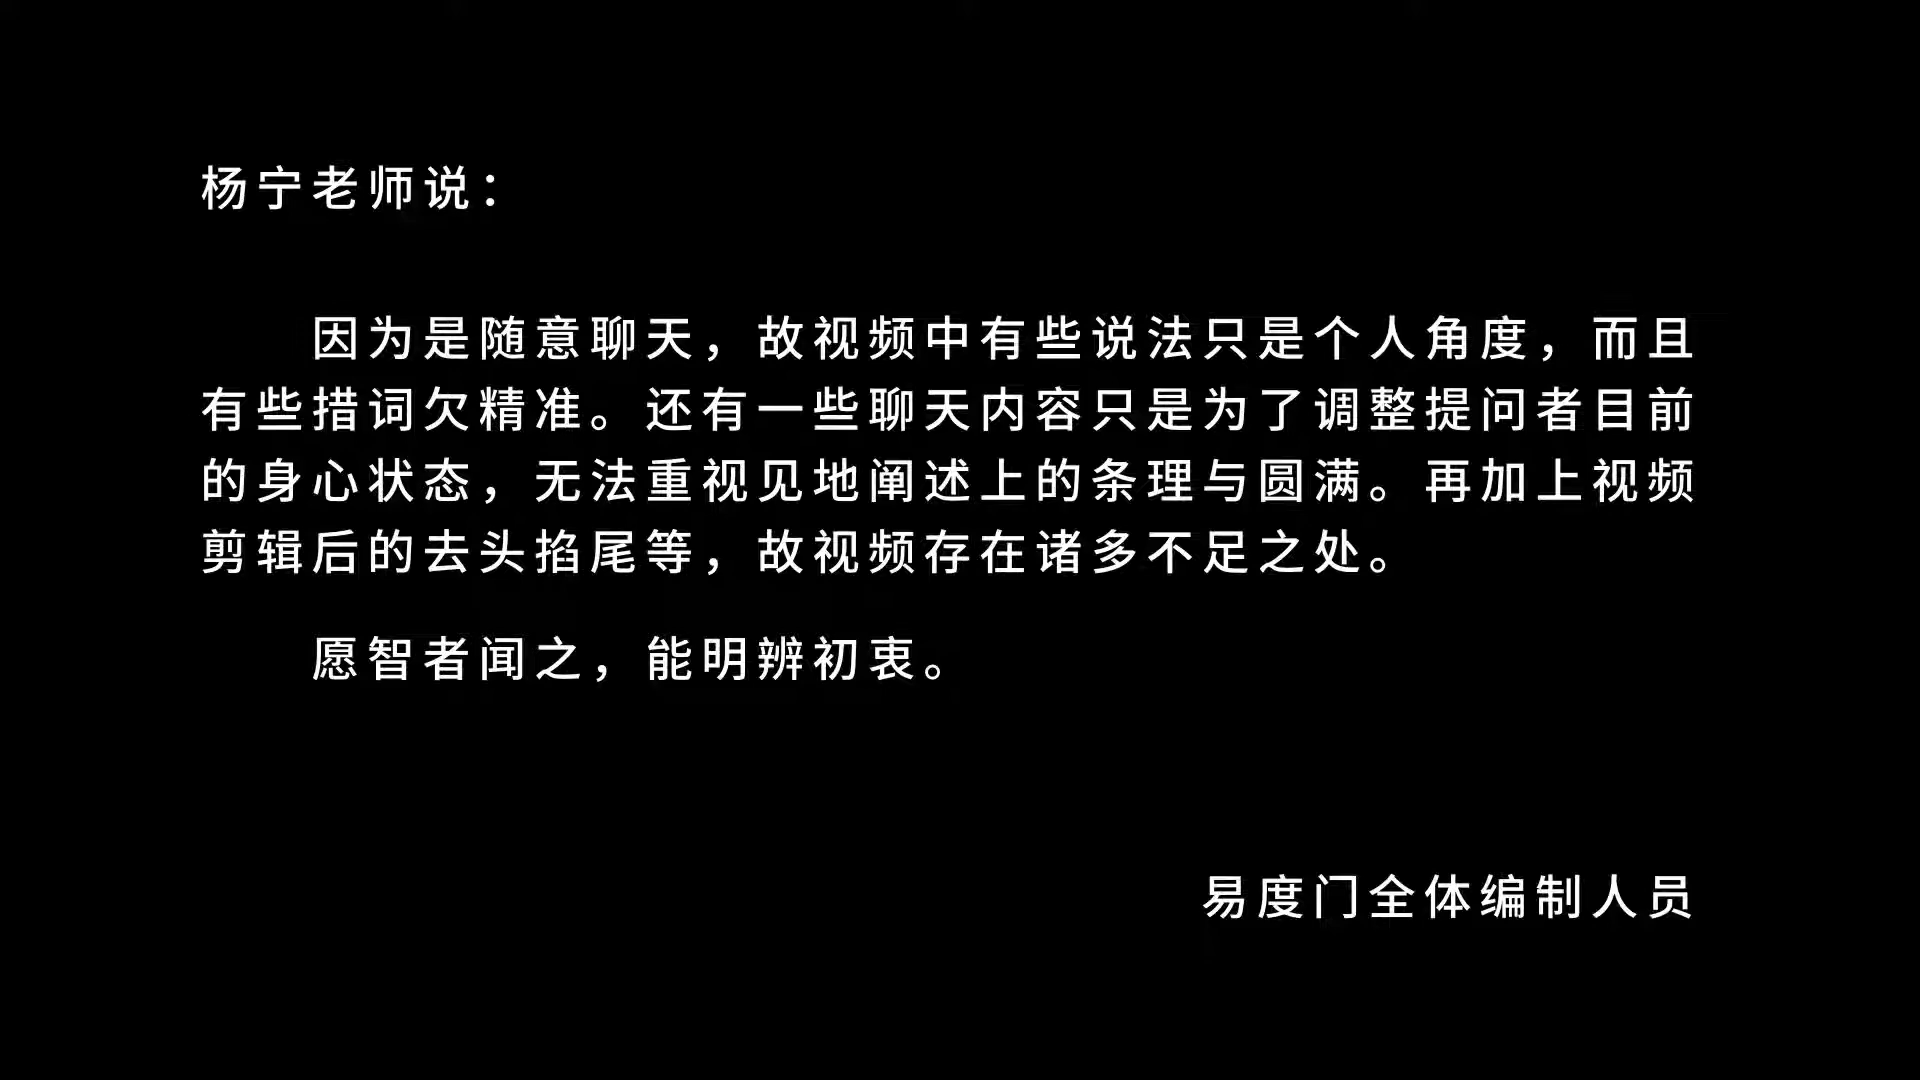 杨宁老师说：
因为是随意聊天，故视频中有些说法只是个人角度，而且
有些措词欠精准。还有一些聊天内容只是为了调整提问者目前
的身心状态，无法重视见地阐述上的条理与圆满。再加上视频
剪辑后的去头掐尾等，故视频存在诸多不足之处。
愿智者闻之，能明辨初衷。
易度门全体编制人员